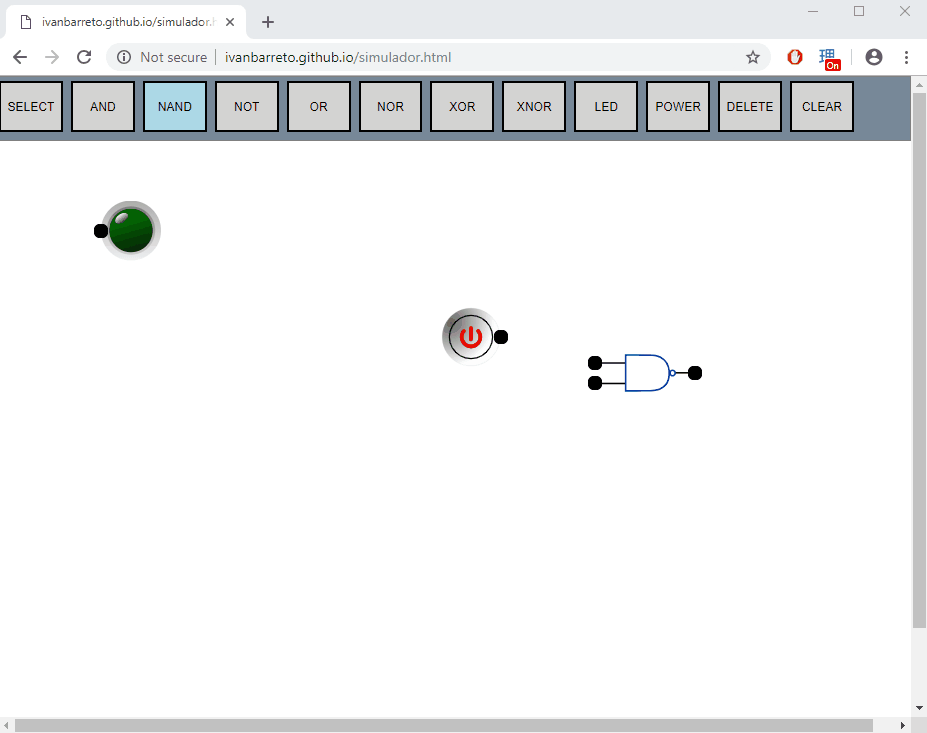 ivanbarreto.github.io/simulador.h
Not secure
ivanbarreto.github.io/simulador.html
On
SELECT
AND
NAND
NOT
OR
NOR
XOR
XNOR
LED
POWER
DELETE
CLEAR